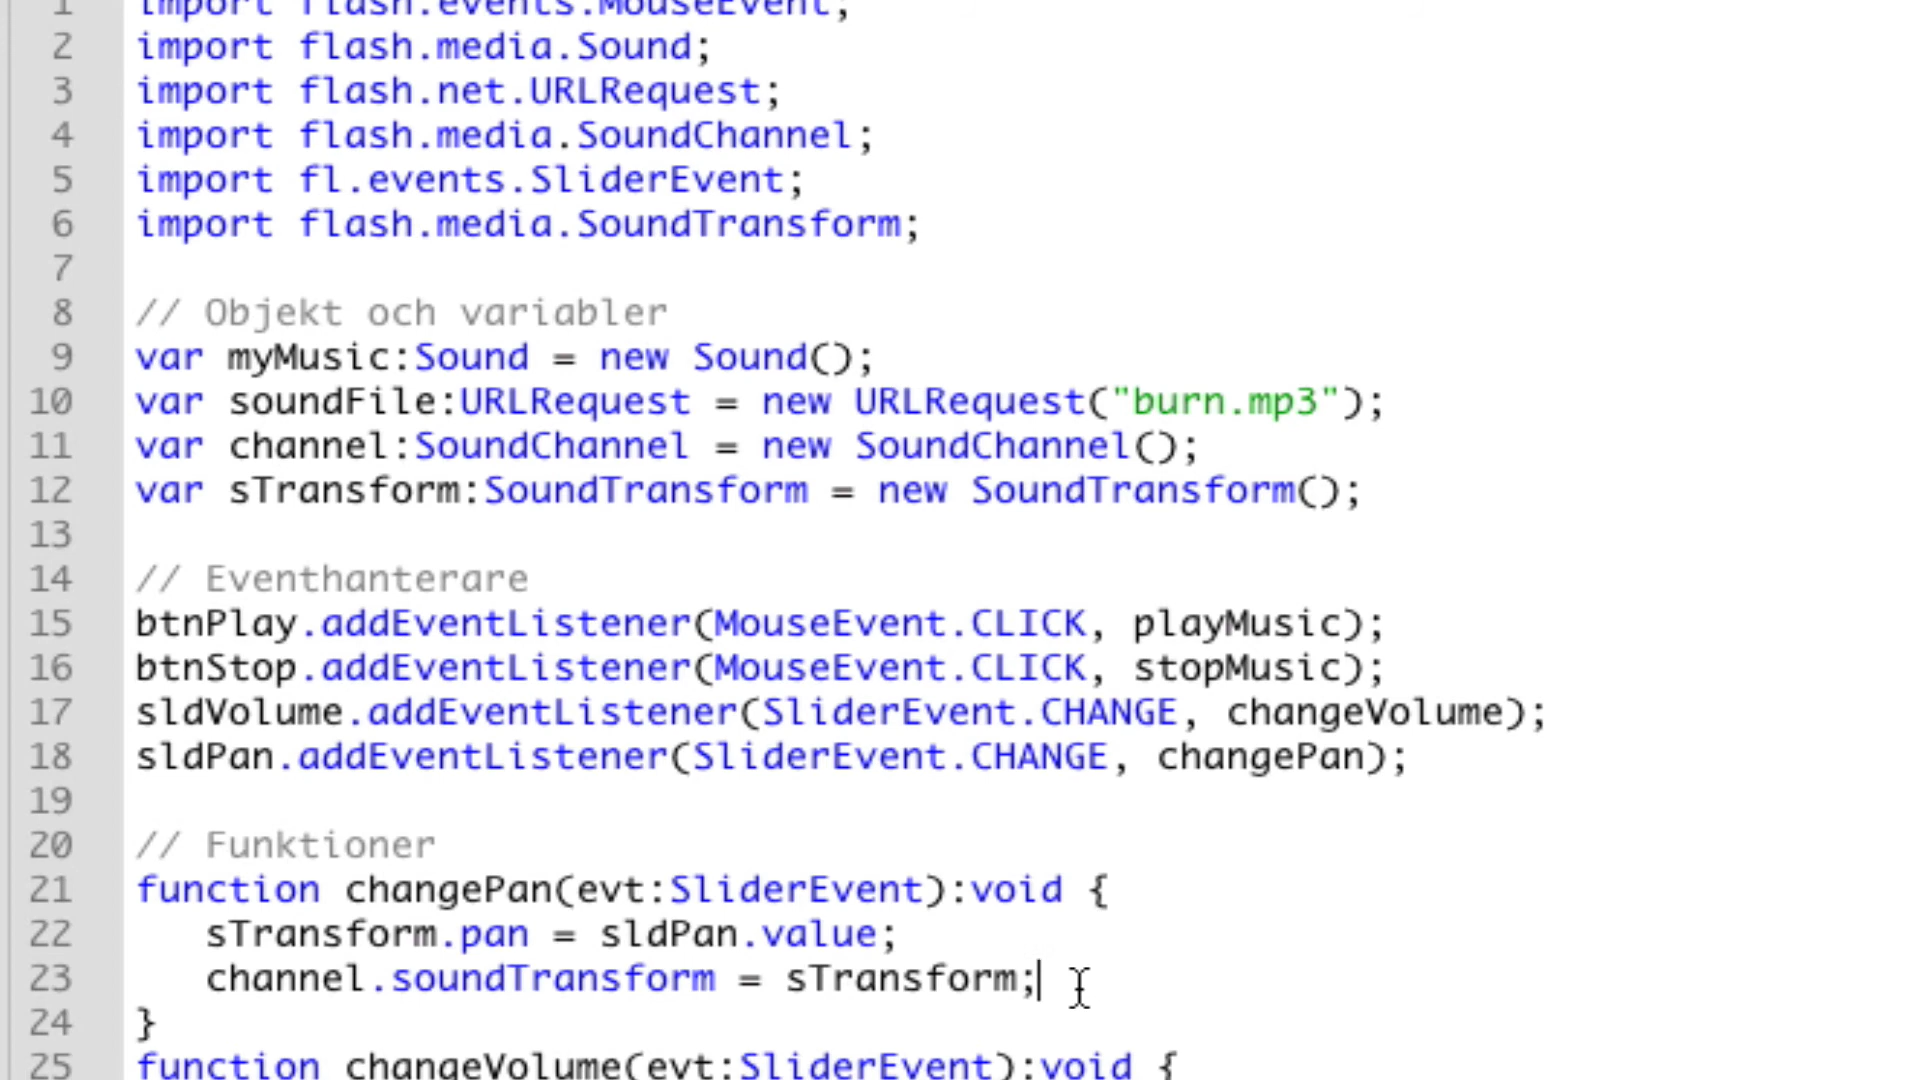 1 import flash.events.MouseEvent;
2 import flash.media.Sound;
3 import flash.net.URLRequest;
4 import flash.media.SoundChannel;
5 import fl.events.SliderEvent;
6 import flash.media.SoundTransform;
7
8 // Objekt och variabler
9 var myMusic:Sound = new Sound();
10 var soundFile:URLRequest = new URLRequest("burn.mp3");
11 var channel:SoundChannel = new SoundChannel();
12 var sTransform:SoundTransform = new SoundTransform();
13
14 // Eventhanterare
15 btnPlay.addEventListener(MouseEvent.CLICK, playMusic);
16 btnStop.addEventListener(MouseEvent.CLICK, stopMusic);
17 sldVolume.addEventListener(SliderEvent.CHANGE, changeVolume);
18 sldPan.addEventListener(SliderEvent.CHANGE, changePan);
19
20 // Funktioner
21 function changePan(evt:SliderEvent):void {
22 sTransform.pan = sldPan.value;
23 channel.soundTransform = sTransform;
24 }
25 function changeVolume(evt:SliderEvent):void {